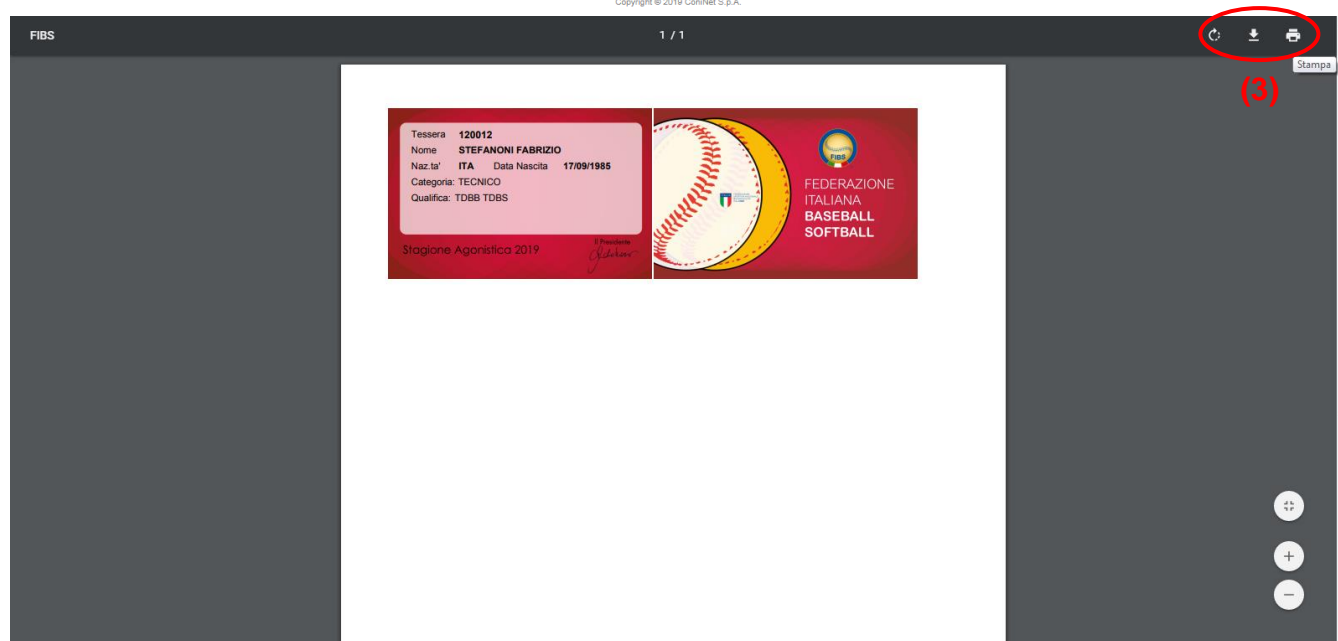 Copyright © 2019 ConiNet S.p.A.
FIBS
1 / 1
Stampa
(3)
Tessera 120012
Nome STEFANONI FABRIZIO
Naz.ta' ITA Data Nascita 17/09/1985
Categoria: TECNICO
Qualifica: TDBB TDBS
Stagione Agonistica 2019
Il Presidente
FIBS
FEDERAZIONE
ITALIANA
BASEBALL
SOFTBALL